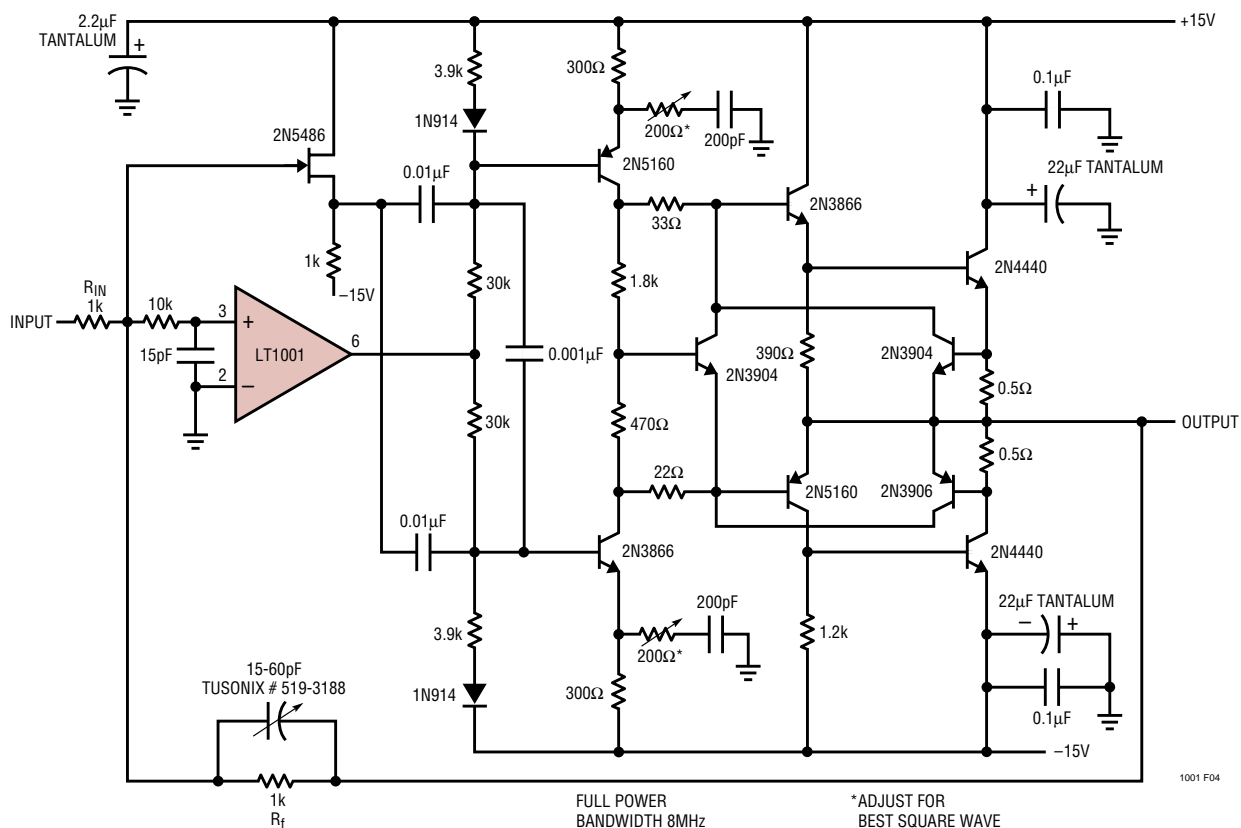 2.2µF
TANTALUM
+
+15V
3.9k
300Ω
0.1µF
1N914
200Ω*
200pF
2N5486
2N5160
22µF TANTALUM
+
0.01µF
2N3866
33Ω
1k
–15V
30k
1.8k
2N4440
RIN
1k
10k
INPUT
3
+
LT1001
6
15pF
2
–
0.001µF
2N3904
390Ω
2N3904
0.5Ω
30k
470Ω
OUTPUT
0.5Ω
22Ω
2N5160
2N3906
0.01µF
2N3866
2N4440
200pF
22µF TANTALUM
–
+
3.9k
200Ω*
1.2k
15-60pF
TUSONIX # 519-3188
1N914
300Ω
0.1µF
–15V
1k
Rf
FULL POWER
BANDWIDTH 8MHz
*ADJUST FOR
BEST SQUARE WAVE
1001 F04